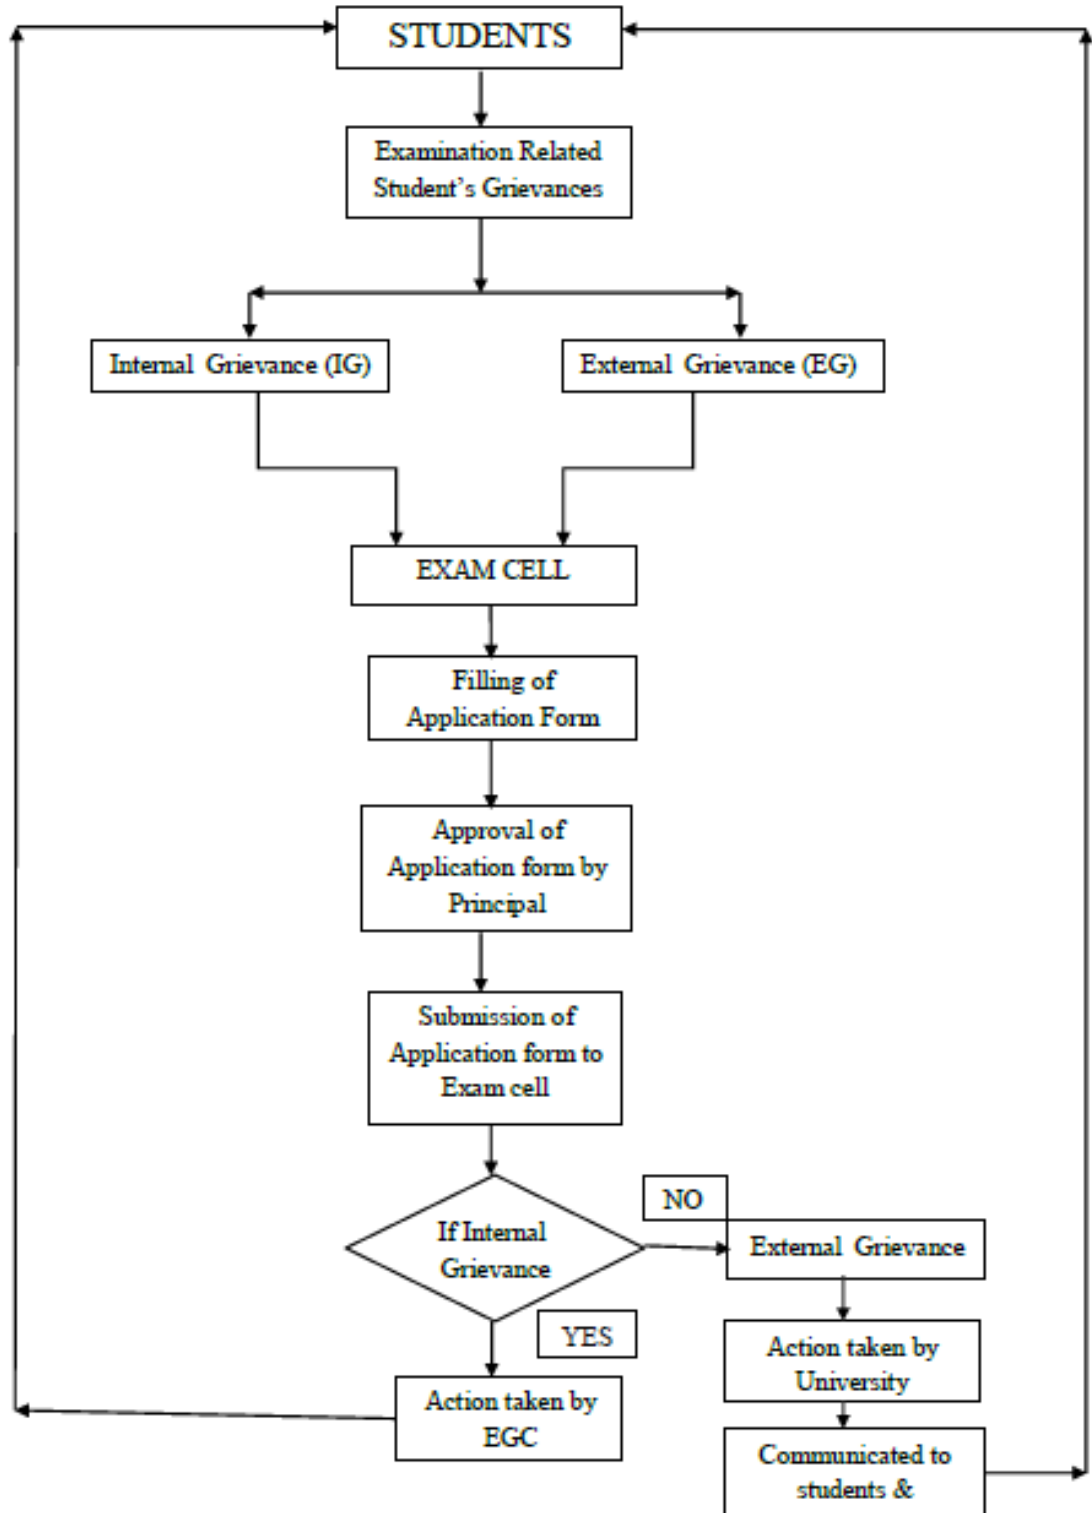 STUDENTS
Examination Related
Student’s Grievances
Internal Grievance (IG)
External Grievance (EG)
EXAM CELL
Filling of
Application Form
Approval of
Application form by
Principal
Submission of
Application form to
Exam cell
If Internal
Grievance
NO
External Grievance
YES
Action taken by
University
Action taken by
EGC
Communicated to
students &